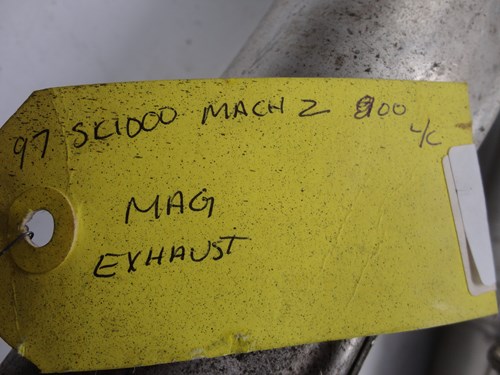 97 SKIDOO MACH Z 800 L/C
MAG
EXHAUST